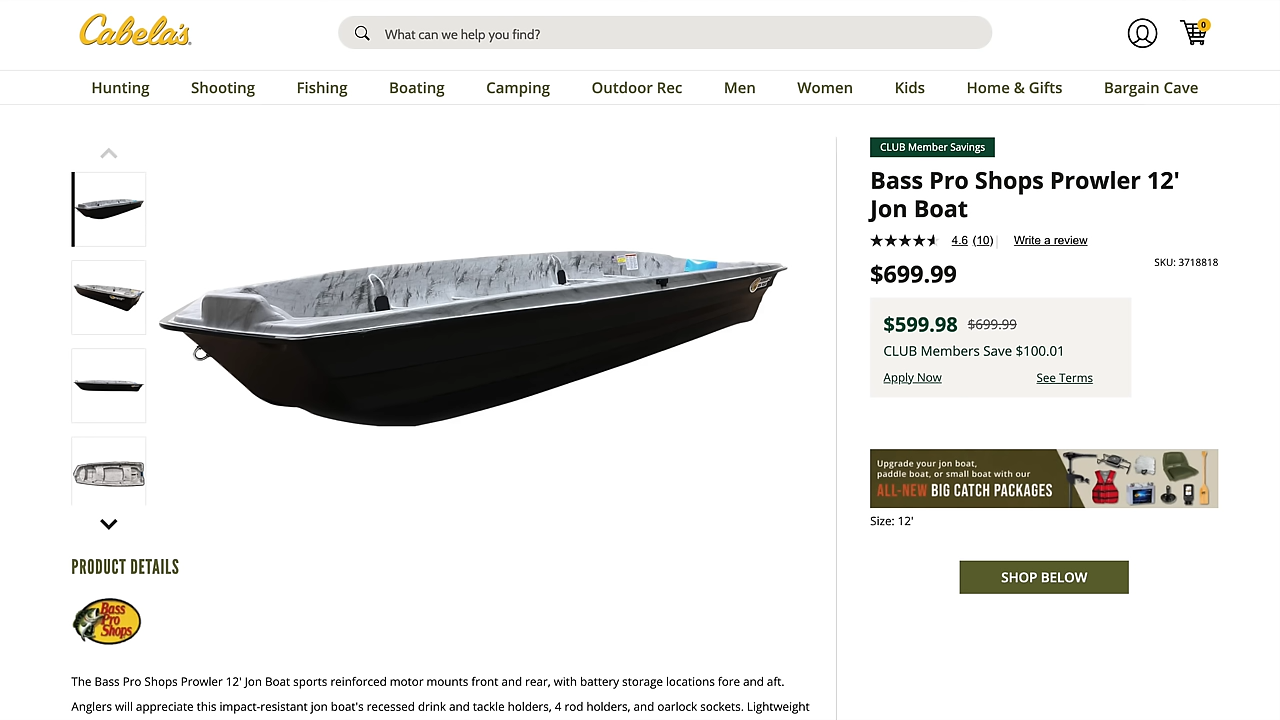 Cabela's
What can we help you find?
0
Hunting
Shooting
Fishing
Boating
Camping
Outdoor Rec
Men
Women
Kids
Home & Gifts
Bargain Cave
CLUB Member Savings
Bass Pro Shops Prowler 12'
Jon Boat
4.6 (10)
Write a review
$699.99
SKU: 3718818
$599.98 $699.99
CLUB Members Save $100.01
Apply Now
See Terms
Upgrade your jon boat,
paddle boat, or small boat with our
ALL-NEW BIG CATCH PACKAGES
Size: 12'
SHOP BELOW
PRODUCT DETAILS
Bass
Pro
Shops
The Bass Pro Shops Prowler 12' Jon Boat sports reinforced motor mounts front and rear, with battery storage locations fore and aft.
Anglers will appreciate this impact-resistant jon boat's recessed drink and tackle holders, 4 rod holders, and oarlock sockets. Lightweight